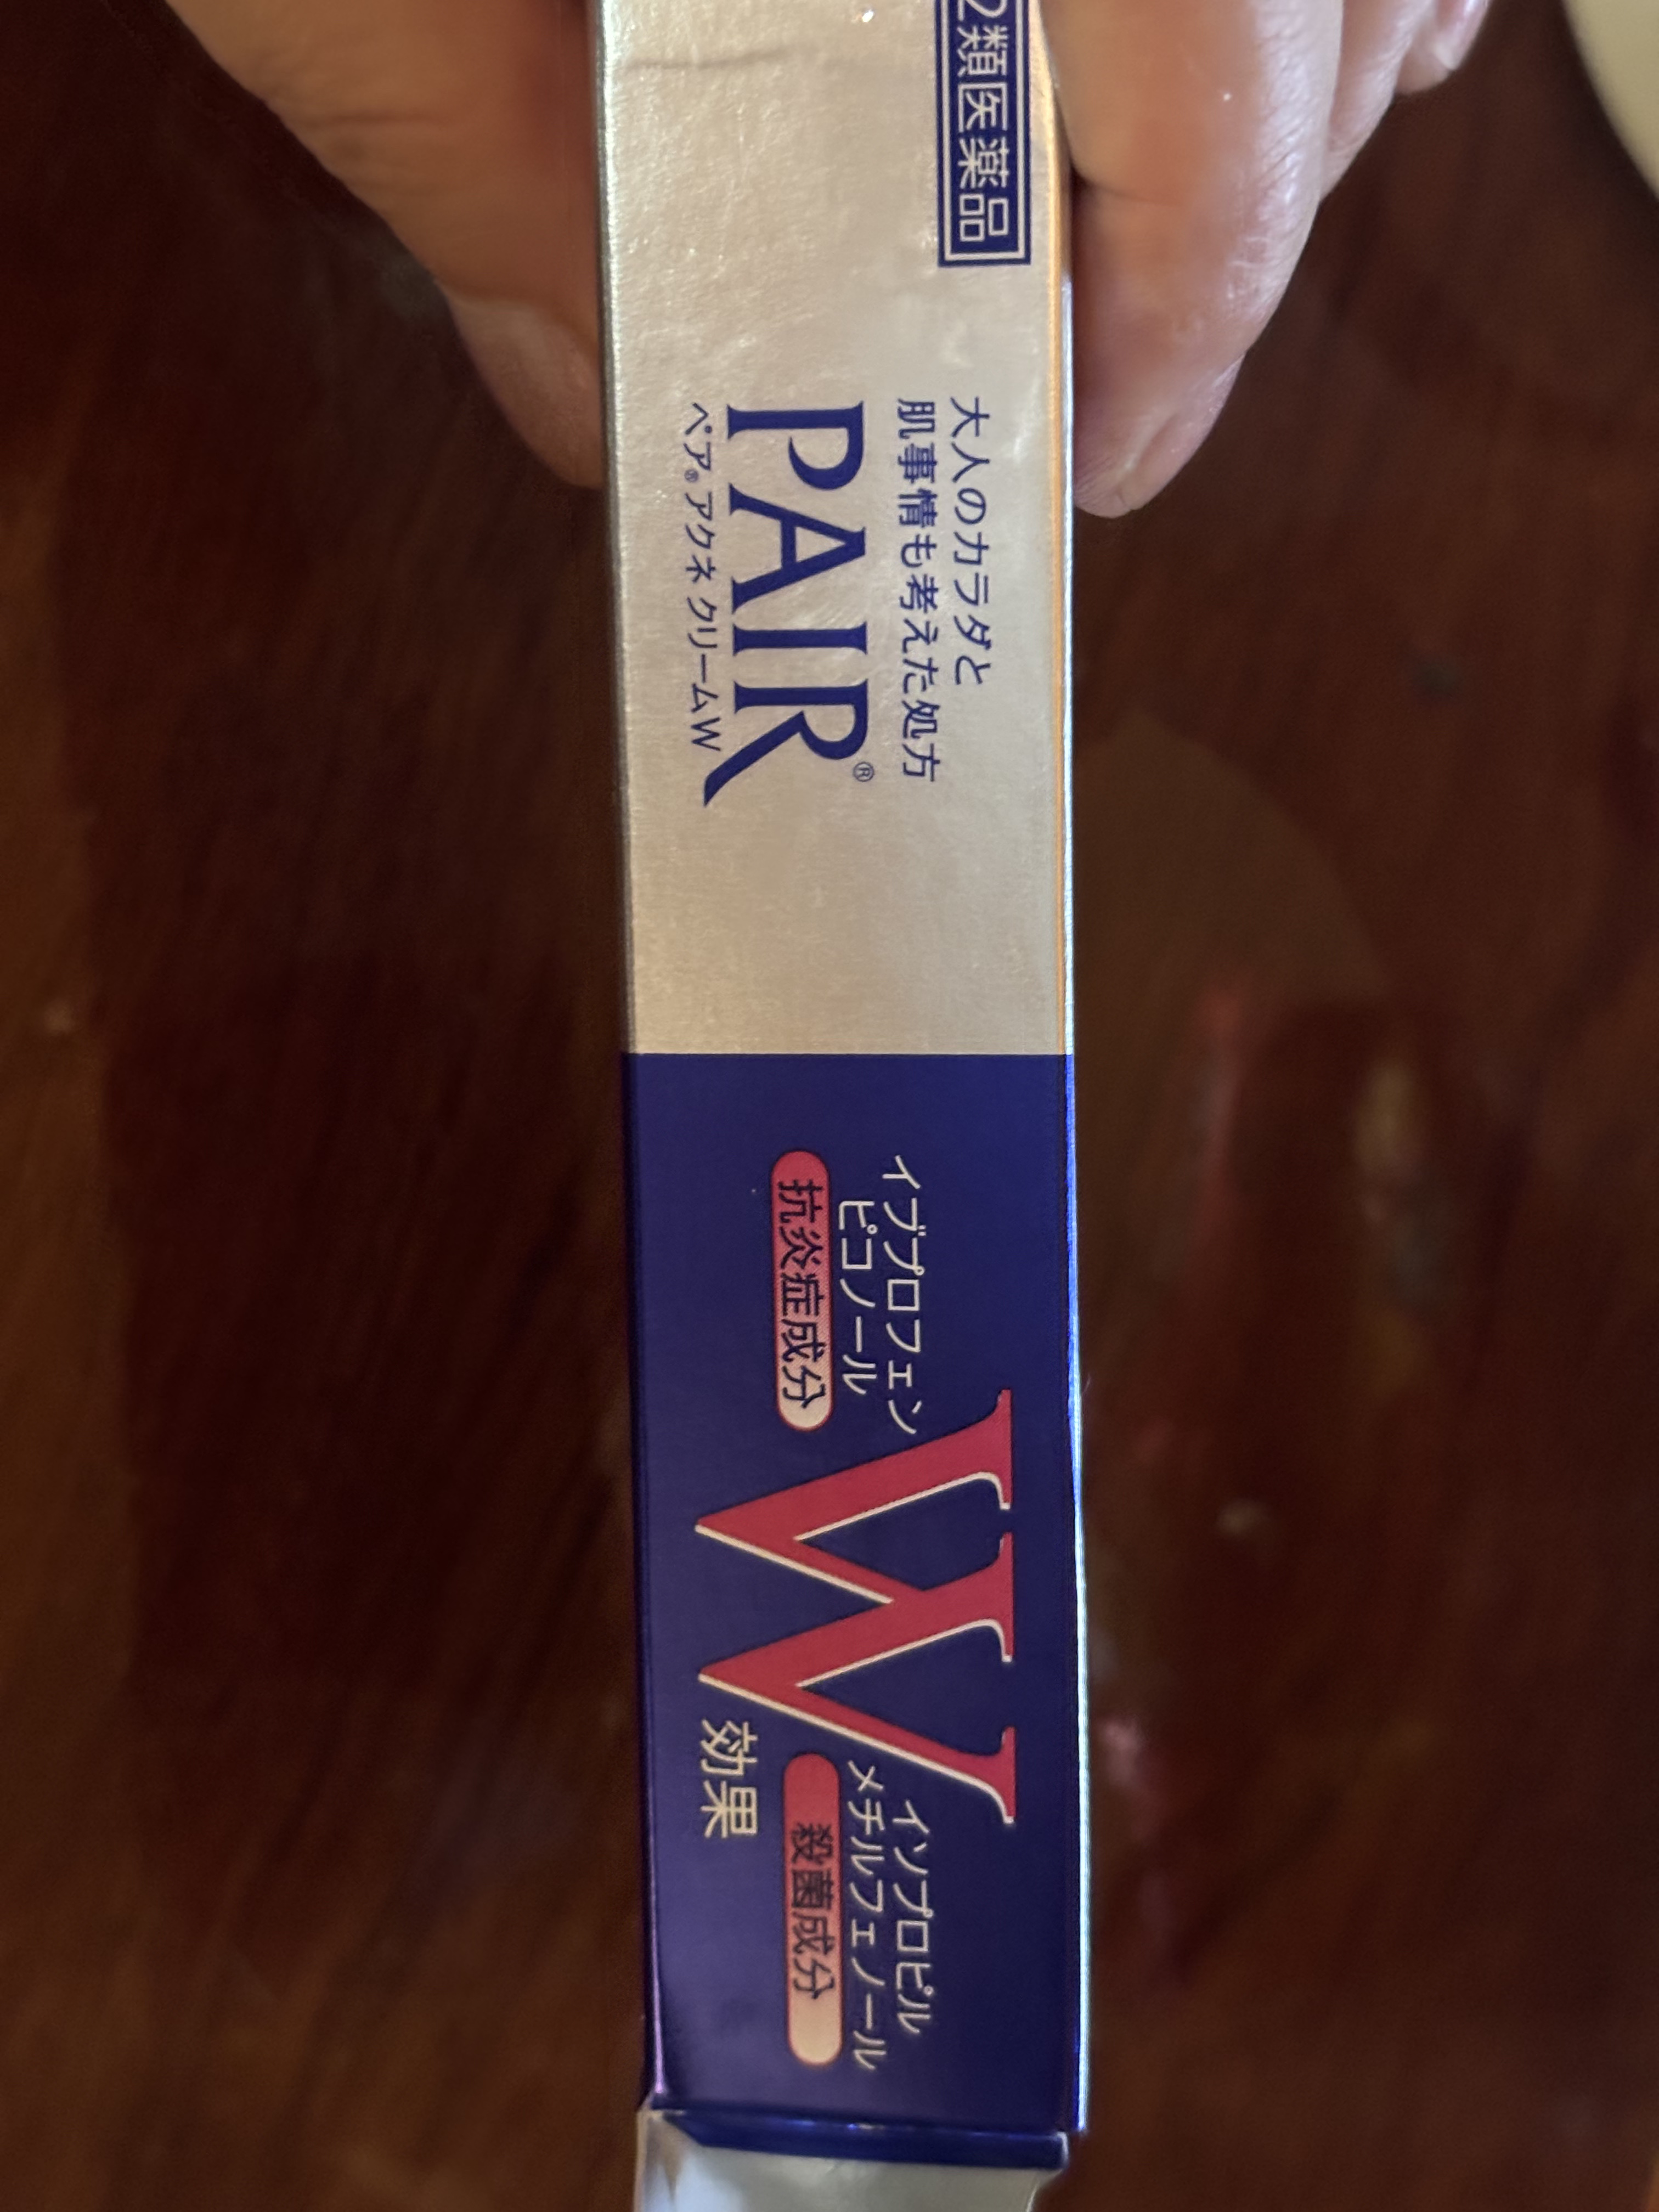 2類医薬品
大人のカラダと
肌事情も考えた処方
PAIR®
ペア®アクネクリームW
イブプロフェン
ピコノール
抗炎症成分
W
効果
イソプロピル
メチルフェノール
殺菌成分